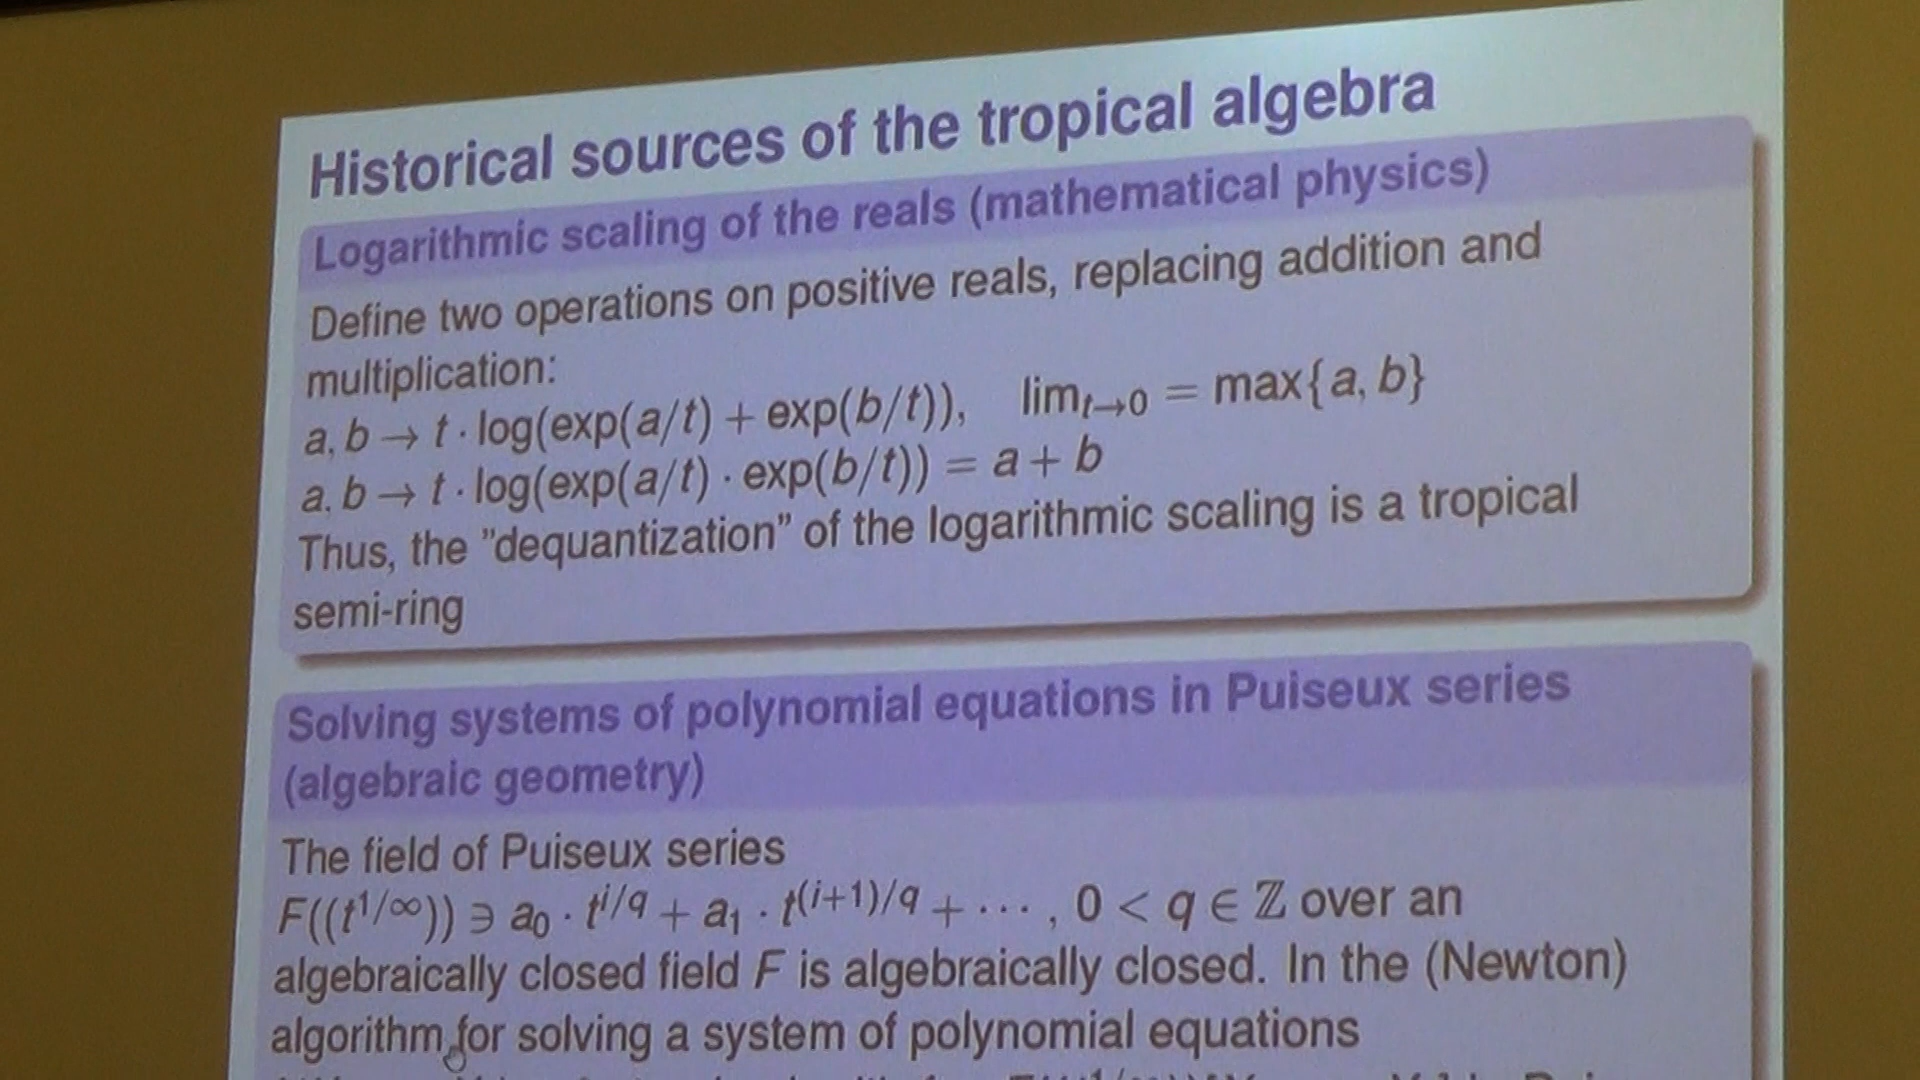 Historical sources of the tropical algebra
Logarithmic scaling of the reals (mathematical physics)
Define two operations on positive reals, replacing addition and
multiplication:
a, b → t · log(exp(a/t) + exp(b/t)), lim_{t→0} = max{a, b}
a, b → t · log(exp(a/t) · exp(b/t)) = a + b
Thus, the ”dequantization” of the logarithmic scaling is a tropical
semi-ring
Solving systems of polynomial equations in Puiseux series
(algebraic geometry)
The field of Puiseux series
F((t^{1/∞})) ∋ a₀ · t^{i/q} + a₁ · t^{(i+1)/q} + ··· , 0 < q ∈ ℤ over an
algebraically closed field F is algebraically closed. In the (Newton)
algorithm for solving a system of polynomial equations